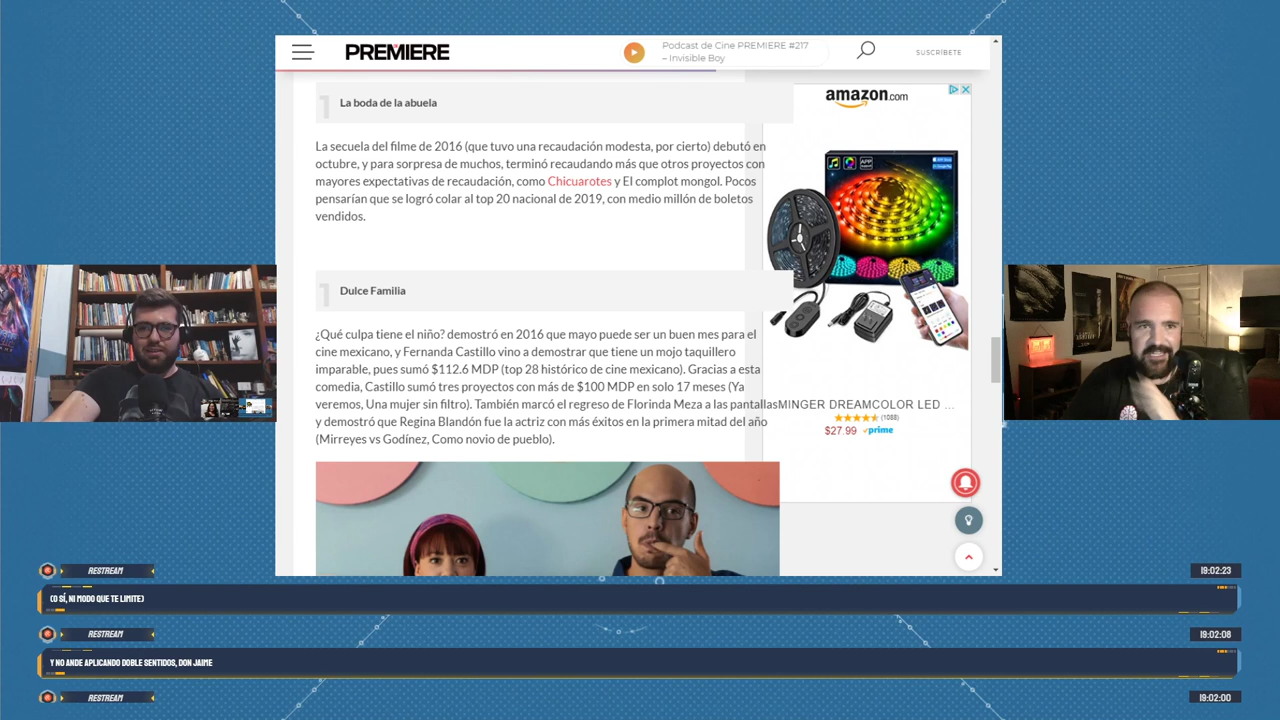 PREMIERE
Podcast de Cine PREMIERE #217
– Invisible Boy
SUSCRÍBETE
1
La boda de la abuela
La secuela del filme de 2016 (que tuvo una recaudación modesta, por cierto) debutó en
octubre, y para sorpresa de muchos, terminó recaudando más que otros proyectos con
mayores expectativas de recaudación, como Chicuarotes y El complot mongol. Pocos
pensarían que se logró colar al top 20 nacional de 2019, con medio millón de boletos
vendidos.
1
Dulce Familia
¿Qué culpa tiene el niño? demostró en 2016 que mayo puede ser un buen mes para el
cine mexicano, y Fernanda Castillo vino a demostrar que tiene un mojo taquillero
imparable, pues sumó $112.6 MDP (top 28 histórico de cine mexicano). Gracias a esta
comedia, Castillo sumó tres proyectos con más de $100 MDP en solo 17 meses (Ya
veremos, Una mujer sin filtro). También marcó el regreso de Florinda Meza a las pantallas
y demostró que Regina Blandón fue la actriz con más éxitos en la primera mitad del año
(Mirreyes vs Godínez, Como novio de pueblo).
amazon.com
MINGER DREAMCOLOR LED ...
(1088)
$27.99 prime
RESTREAM
19:02:23
(O SÍ, NI MODO QUE TE LIMITE)
RESTREAM
19:02:08
Y NO ANDE APLICANDO DOBLE SENTIDOS, DON JAIME
RESTREAM
19:02:00